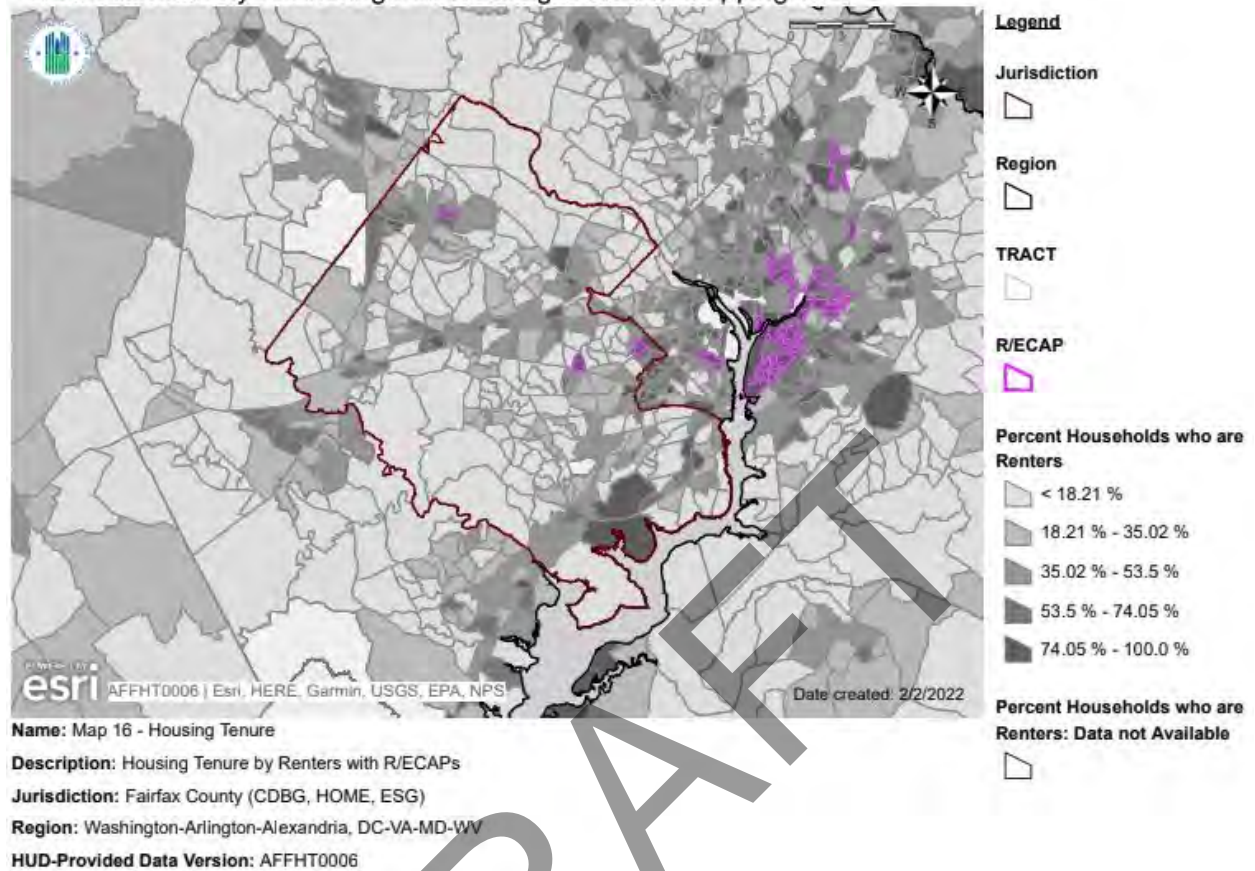 Legend
Jurisdiction
Region
TRACT
R/ECAP
Percent Households who are
Renters
< 18.21 %
18.21 % - 35.02 %
35.02 % - 53.5 %
53.5 % - 74.05 %
74.05 % - 100.0 %
Percent Households who are
Renters: Data not Available
W
S
esri
AFFHT0006 | Esri, HERE, Garmin, USGS, EPA, NPS
Date created: 2/2/2022
Name: Map 16 - Housing Tenure
Description: Housing Tenure by Renters with R/ECAPs
Jurisdiction: Fairfax County (CDBG, HOME, ESG)
Region: Washington-Arlington-Alexandria, DC-VA-MD-WV
HUD-Provided Data Version: AFFHT0006
DRAFT